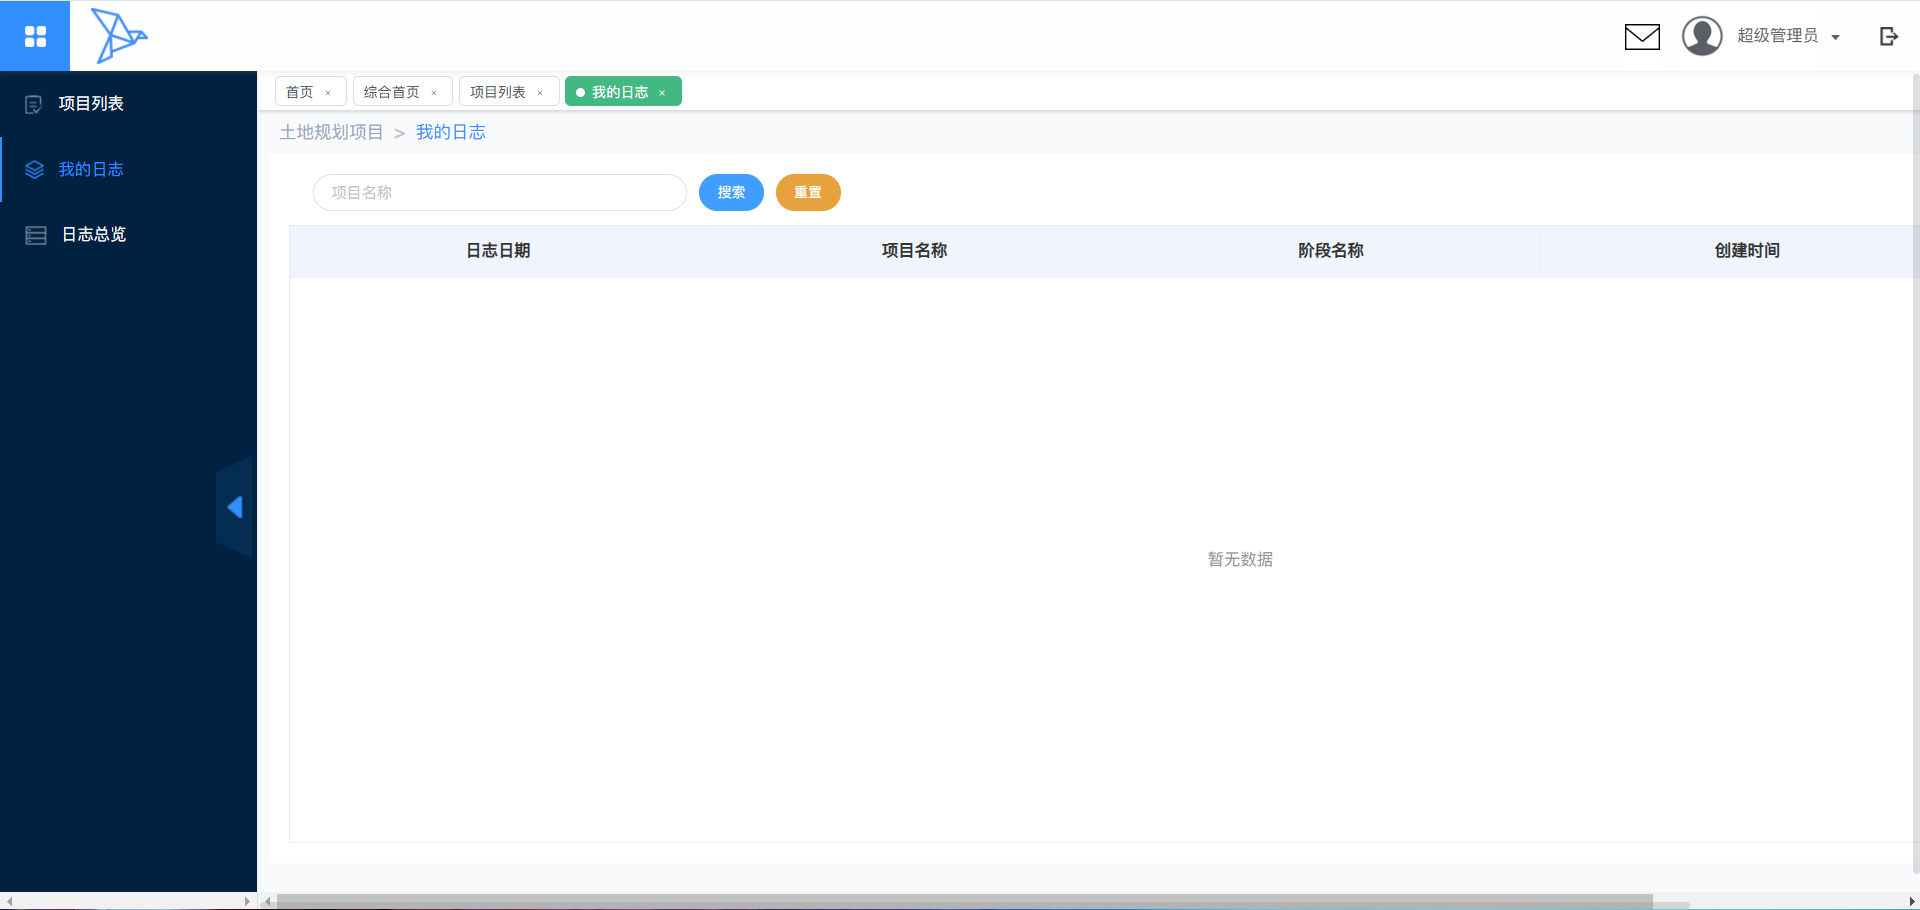 超级管理员
项目列表
我的日志
日志总览
首页 × 综合首页 × 项目列表 × 我的日志 ×
土地规划项目 > 我的日志
项目名称 搜索 重置
日志日期 项目名称 阶段名称 创建时间
暂无数据